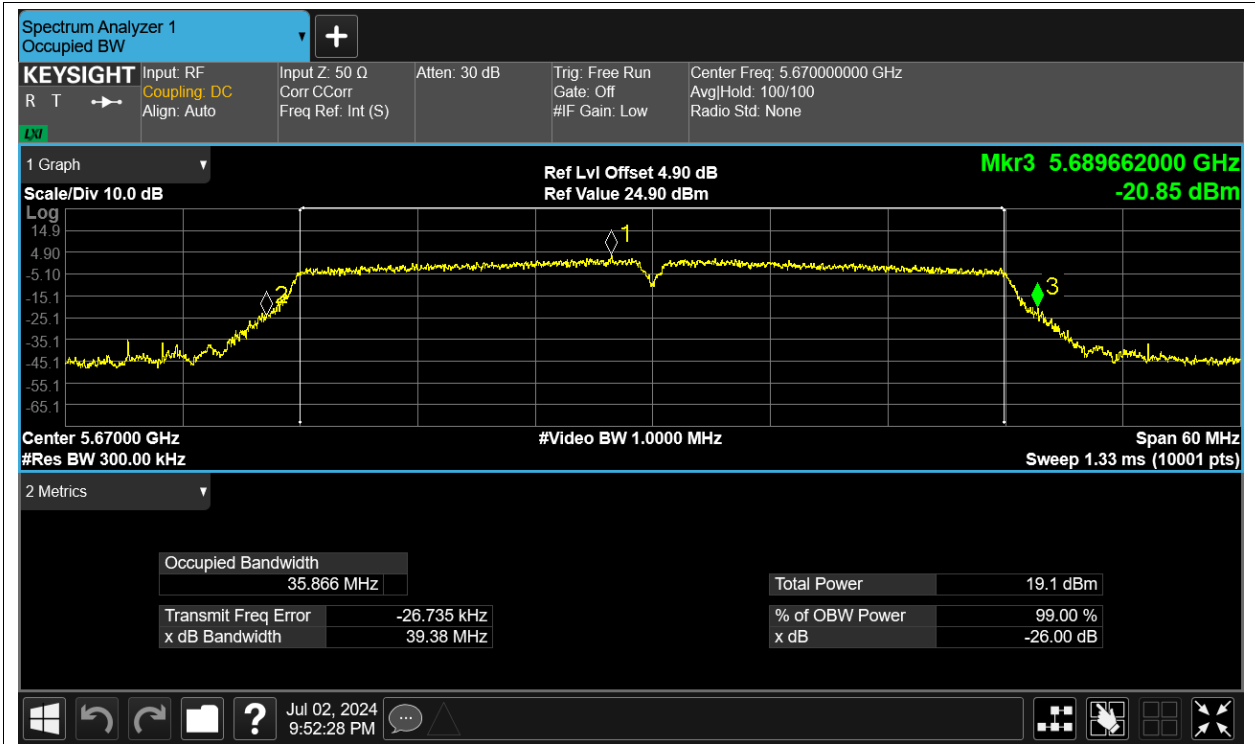 Spectrum Analyzer 1
Occupied BW
KEYSIGHT
R T
LXI
Input: RF
Coupling: DC
Align: Auto
Input Z: 50 Ω
Corr CCorr
Freq Ref: Int (S)
Atten: 30 dB
Trig: Free Run
Gate: Off
#IF Gain: Low
Center Freq: 5.670000000 GHz
Avg|Hold: 100/100
Radio Std: None
1 Graph
Scale/Div 10.0 dB
Ref Lvl Offset 4.90 dB
Ref Value 24.90 dBm
Mkr3 5.689662000 GHz
-20.85 dBm
Log
14.9
4.90
-5.10
-15.1
-25.1
-35.1
-45.1
-55.1
-65.1
1
2
3
Center 5.67000 GHz
#Video BW 1.0000 MHz
Span 60 MHz
#Res BW 300.00 kHz
Sweep 1.33 ms (10001 pts)
2 Metrics
Occupied Bandwidth
35.866 MHz
Total Power 19.1 dBm
Transmit Freq Error -26.735 kHz
% of OBW Power 99.00 %
x dB Bandwidth 39.38 MHz
x dB -26.00 dB
?
Jul 02, 2024
9:52:28 PM